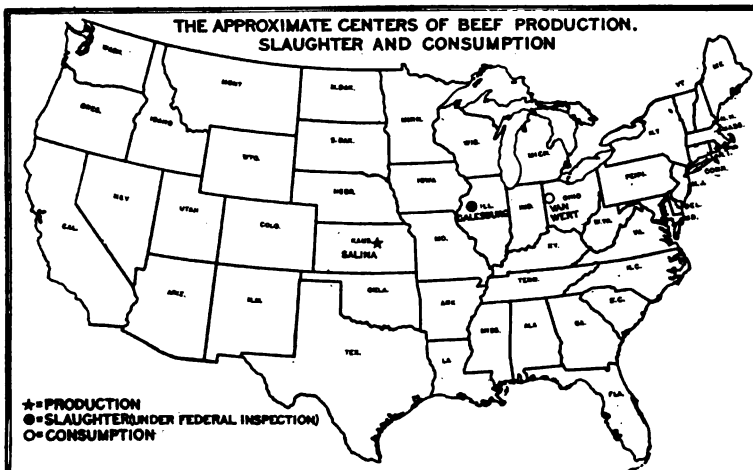 THE APPROXIMATE CENTERS OF BEEF PRODUCTION.
SLAUGHTER AND CONSUMPTION
WASH.
MONT
N.DAK.
MINN.
ME.
VT
N.H.
MASS.
OREG.
IDAHO
S-DAK.
WIS.
MICH.
N.Y
CONN.
WYO.
IOWA
PENN.
N.J.
NEBR.
NEV
UTAH
COLO.
ILL.
GALESBURG
IND.
OHIO
VAN
WERT
DEL.
MD.
W.VA.
VA.
CAL.
KANS.
SALINA
MO.
KY.
ARIZ.
N.M.
OKLA.
ARK
TENN.
N.C.
S.C.
TEX.
LA
MISS.
ALA
GA.
FLA.
★=PRODUCTION
●=SLAUGHTER(UNDER FEDERAL INSPECTION)
○=CONSUMPTION